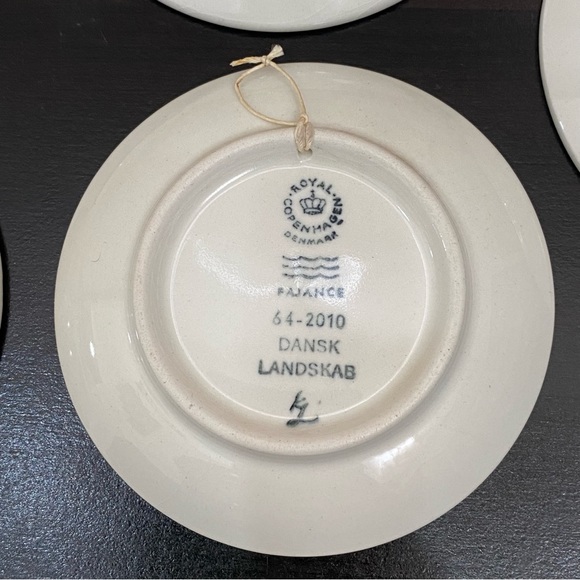 ROYAL
COPENHAGEN
DENMARK
FAJANCE
64-2010
DANSK
LANDSKAB